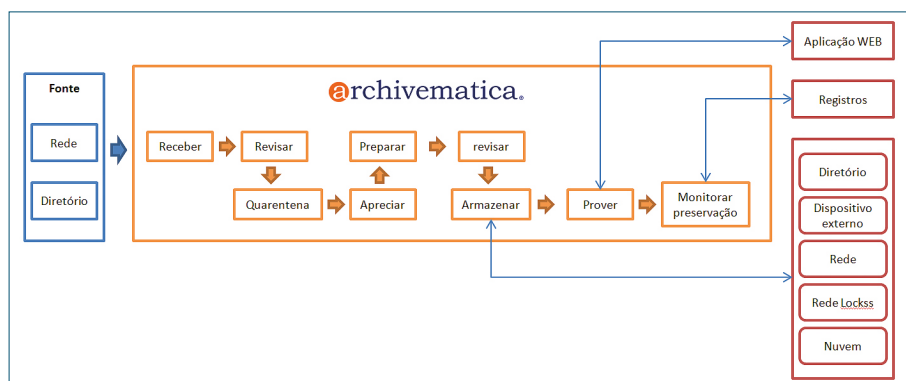 Fonte
Rede
Diretório
archivematica®
Receber
Revisar
Quarentena
Apreciar
Preparar
revisar
Armazenar
Prover
Monitorar
preservação
Aplicação WEB
Registros
Diretório
Dispositivo
externo
Rede
Rede Lockss
Nuvem